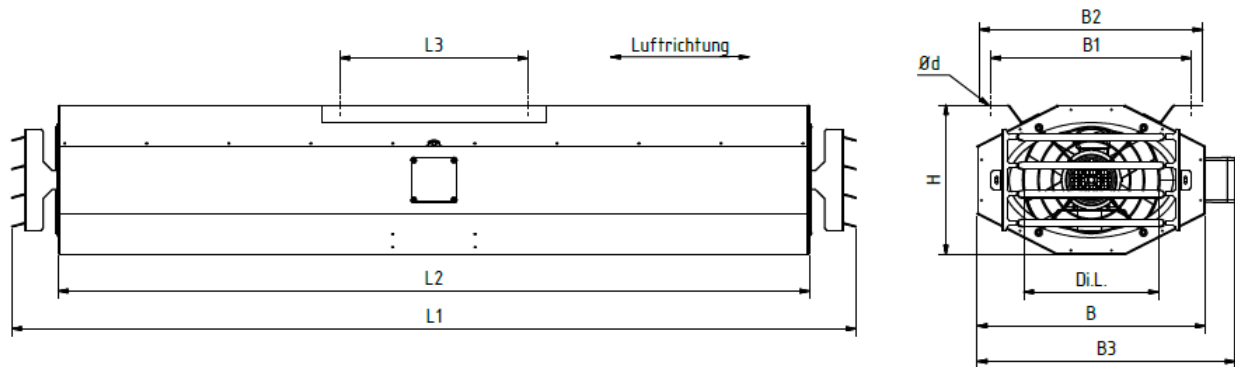 L3
Luftrichtung
L2
L1
B2
B1
Ød
H
Di.L.
B
B3